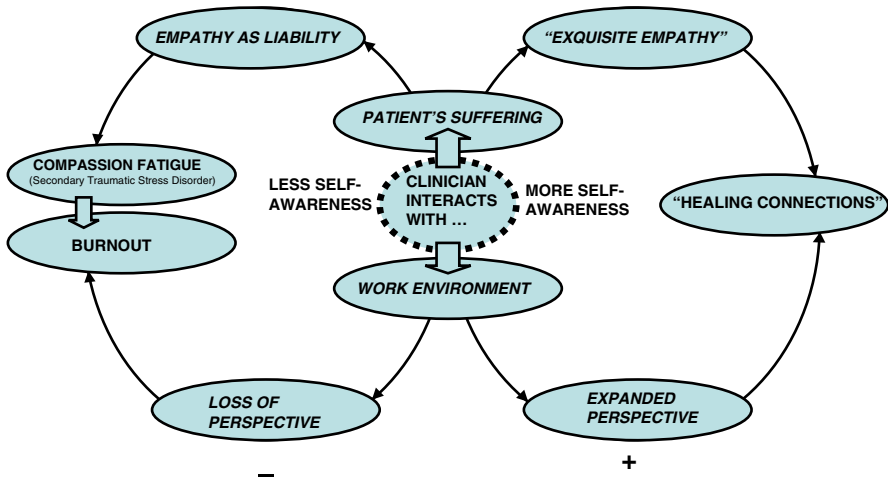 EMPATHY AS LIABILITY
“EXQUISITE EMPATHY”
PATIENT’S SUFFERING
COMPASSION FATIGUE
(Secondary Traumatic Stress Disorder)
LESS SELF-
AWARENESS
CLINICIAN
INTERACTS
WITH ...
MORE SELF-
AWARENESS
“HEALING CONNECTIONS”
BURNOUT
WORK ENVIRONMENT
LOSS OF
PERSPECTIVE
EXPANDED
PERSPECTIVE
–
+